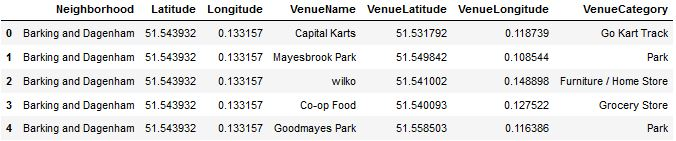 Neighborhood Latitude Longitude VenueName VenueLatitude VenueLongitude VenueCategory
0 Barking and Dagenham 51.543932 0.133157 Capital Karts 51.531792 0.118739 Go Kart Track
1 Barking and Dagenham 51.543932 0.133157 Mayesbrook Park 51.549842 0.108544 Park
2 Barking and Dagenham 51.543932 0.133157 wilko 51.541002 0.148898 Furniture / Home Store
3 Barking and Dagenham 51.543932 0.133157 Co-op Food 51.540093 0.127522 Grocery Store
4 Barking and Dagenham 51.543932 0.133157 Goodmayes Park 51.558503 0.116386 Park